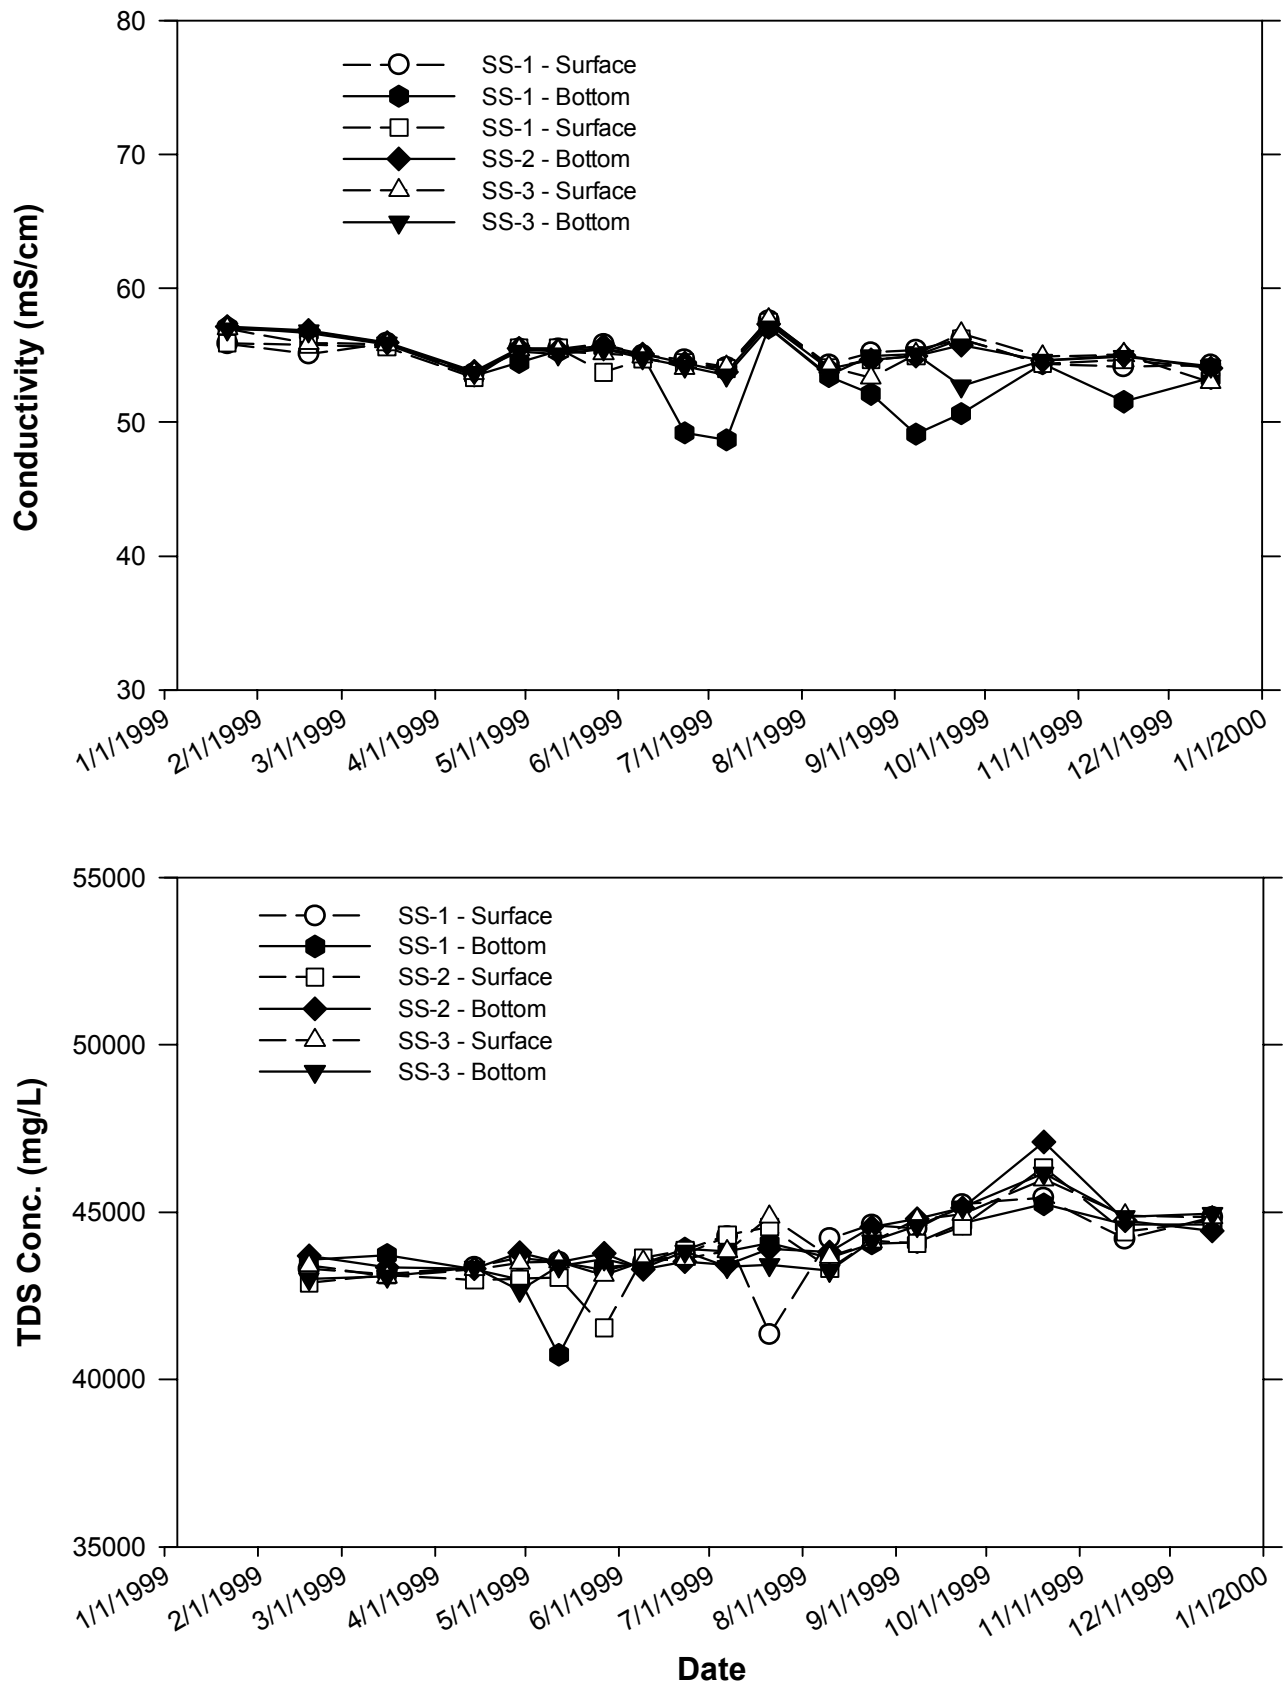 80
70
60
50
40
30
Conductivity (mS/cm)
SS-1 - Surface
SS-1 - Bottom
SS-1 - Surface
SS-2 - Bottom
SS-3 - Surface
SS-3 - Bottom
1/1/1999
2/1/1999
3/1/1999
4/1/1999
5/1/1999
6/1/1999
7/1/1999
8/1/1999
9/1/1999
10/1/1999
11/1/1999
12/1/1999
1/1/2000
55000
50000
45000
40000
35000
TDS Conc. (mg/L)
SS-1 - Surface
SS-1 - Bottom
SS-2 - Surface
SS-2 - Bottom
SS-3 - Surface
SS-3 - Bottom
1/1/1999
2/1/1999
3/1/1999
4/1/1999
5/1/1999
6/1/1999
7/1/1999
8/1/1999
9/1/1999
10/1/1999
11/1/1999
12/1/1999
1/1/2000
Date